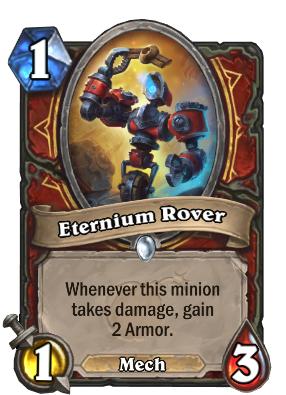 1
Eternium Rover
Whenever this minion
takes damage, gain
2 Armor.
1
Mech
3